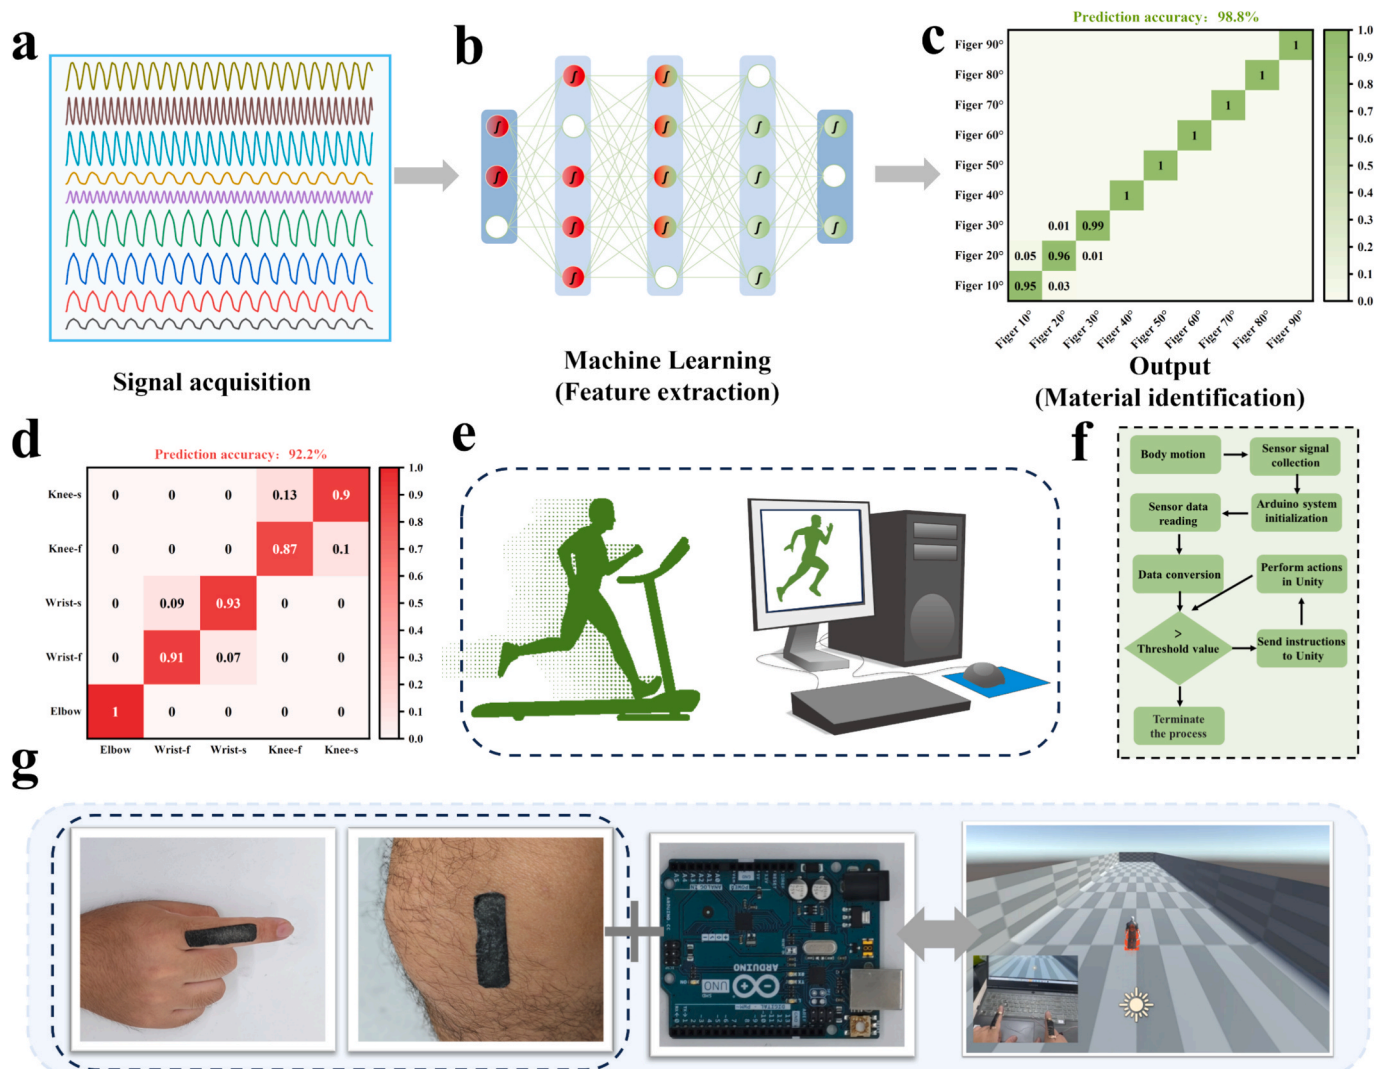 a
Signal acquisition
b
Machine Learning
(Feature extraction)
c
Prediction accuracy: 98.8%
Figer 90°
Figer 80°
Figer 70°
Figer 60°
Figer 50°
Figer 40°
Figer 30°
Figer 20°
Figer 10°
1
1
1
1
1
1
0.01 0.99
0.05 0.96 0.01
0.95 0.03
Figer 10° Figer 20° Figer 30° Figer 40° Figer 50° Figer 60° Figer 70° Figer 80° Figer 90°
1.0
0.9
0.8
0.7
0.6
0.5
0.4
0.3
0.2
0.1
0.0
Output
(Material identification)
d
Prediction accuracy: 92.2%
Knee-s 0 0 0 0.13 0.9
Knee-f 0 0 0 0.87 0.1
Wrist-s 0 0.09 0.93 0 0
Wrist-f 0 0.91 0.07 0 0
Elbow 1 0 0 0 0
Elbow Wrist-f Wrist-s Knee-f Knee-s
1.0
0.9
0.8
0.7
0.6
0.5
0.4
0.3
0.2
0.1
0.0
e
f
Body motion
Sensor signal
collection
Arduino system
initialization
Sensor data
reading
Data conversion
Perform actions
in Unity
>
Threshold value
Send instructions
to Unity
Terminate
the process
g
ARDUINO
UNO